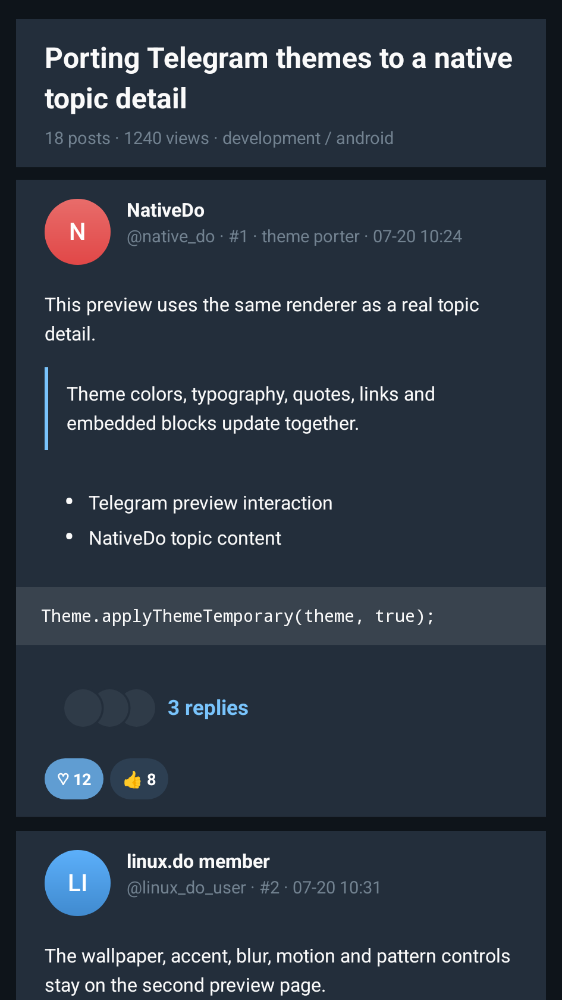 Porting Telegram themes to a native
topic detail
18 posts · 1240 views · development / android
N
NativeDo
@native_do · #1 · theme porter · 07-20 10:24
This preview uses the same renderer as a real topic
detail.
Theme colors, typography, quotes, links and
embedded blocks update together.
• Telegram preview interaction
• NativeDo topic content
Theme.applyThemeTemporary(theme, true);
3 replies
♡ 12 👍 8
LI
linux.do member
@linux_do_user · #2 · 07-20 10:31
The wallpaper, accent, blur, motion and pattern controls
stay on the second preview page.